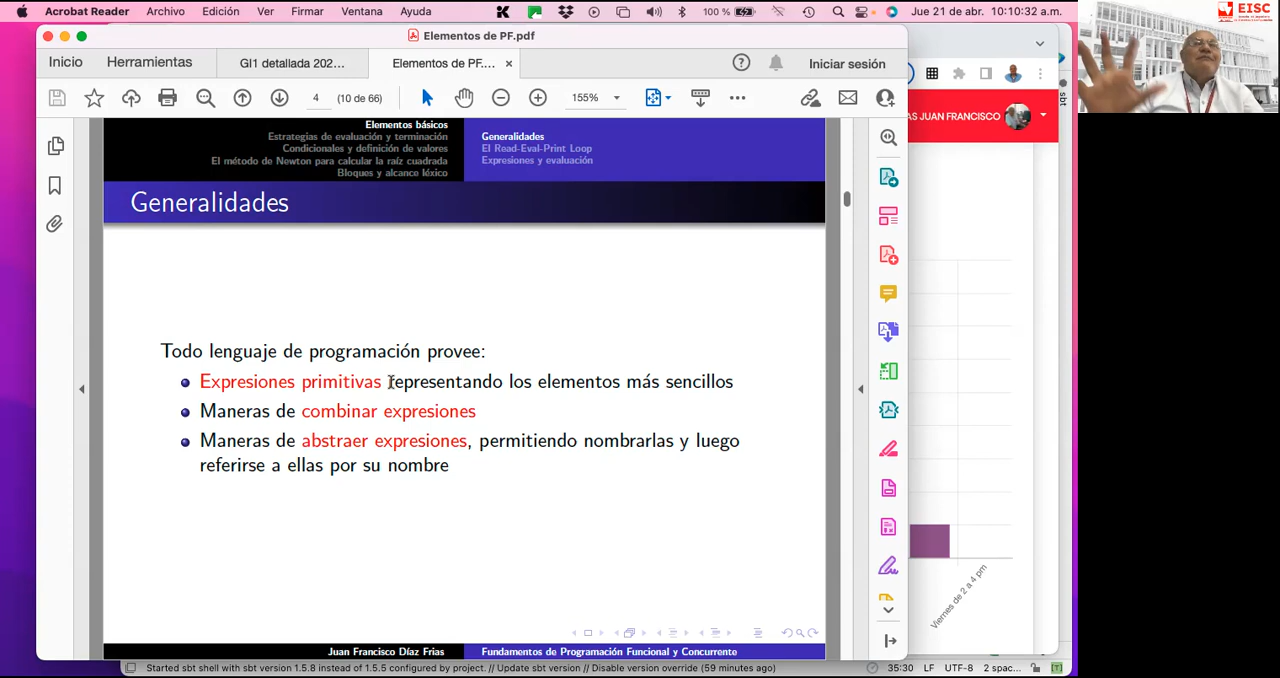 Acrobat Reader Archivo Edición Ver Firmar Ventana Ayuda 100 % Jue 21 de abr. 10:10:32 a.m.
Elementos de PF.pdf
Inicio Herramientas GI1 detallada 202... Elementos de PF.... × Iniciar sesión
4 (10 de 66) 155%
Elementos básicos
Estrategias de evaluación y terminación
Condicionales y definición de valores
El método de Newton para calcular la raíz cuadrada
Bloques y alcance léxico
Generalidades
El Read-Eval-Print Loop
Expresiones y evaluación
Generalidades
Todo lenguaje de programación provee:
Expresiones primitivas representando los elementos más sencillos
Maneras de combinar expresiones
Maneras de abstraer expresiones, permitiendo nombrarlas y luego
referirse a ellas por su nombre
Juan Francisco Díaz Frias Fundamentos de Programación Funcional y Concurrente
AS JUAN FRANCISCO
sbt
Viernes de 2 a 4 pm
Started sbt shell with sbt version 1.5.8 instead of 1.5.5 configured by project. // Update sbt version // Disable version override (59 minutes ago) 35:30 LF UTF-8 2 spac...
EISC